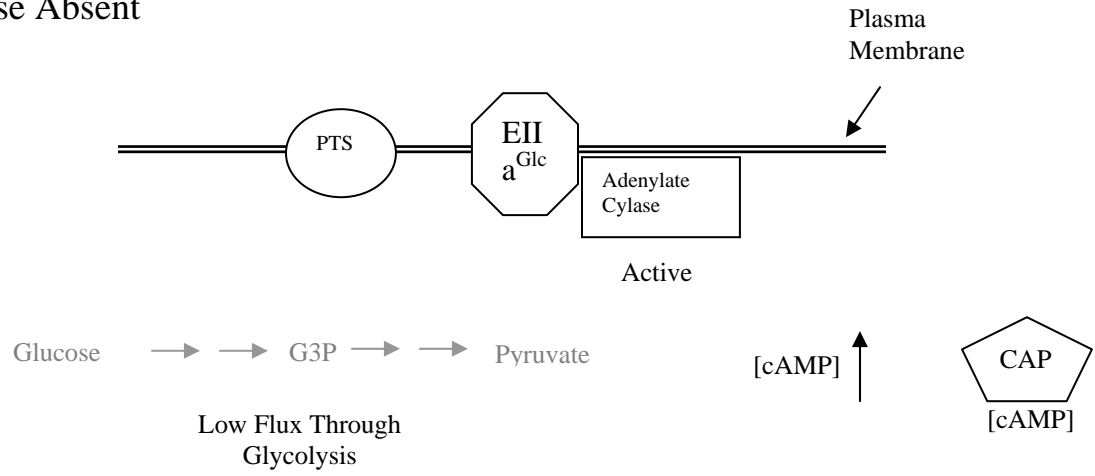 Absent
Plasma
Membrane
PTS
EII
a^Glc
Adenylate
Cylase
Active
Glucose
G3P
Pyruvate
[cAMP]
CAP
[cAMP]
Low Flux Through
Glycolysis